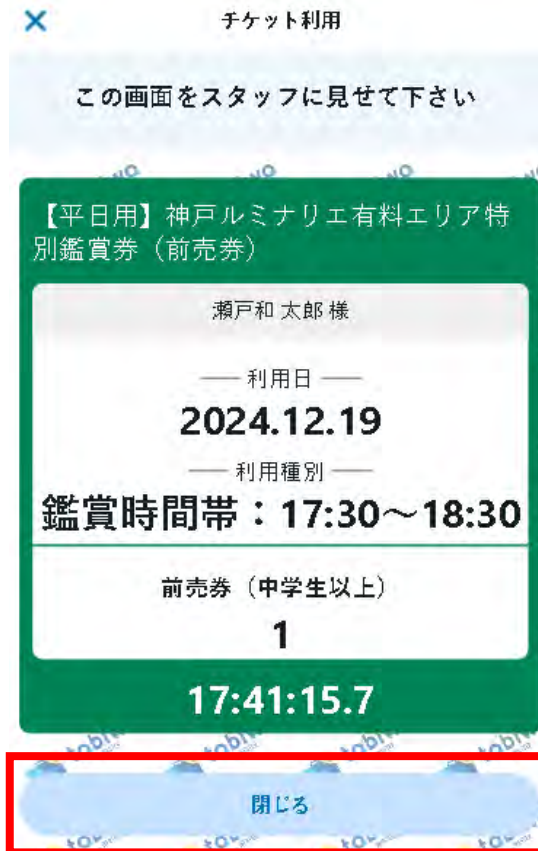 ×
チケット利用
この画面をスタッフに見せて下さい
【平日用】神戸ルミナリエ有料エリア特
別鑑賞券（前売券）
瀬戸和 太郎 様
利用日
2024.12.19
利用種別
鑑賞時間帯：17:30～18:30
前売券（中学生以上）
1
17:41:15.7
閉じる